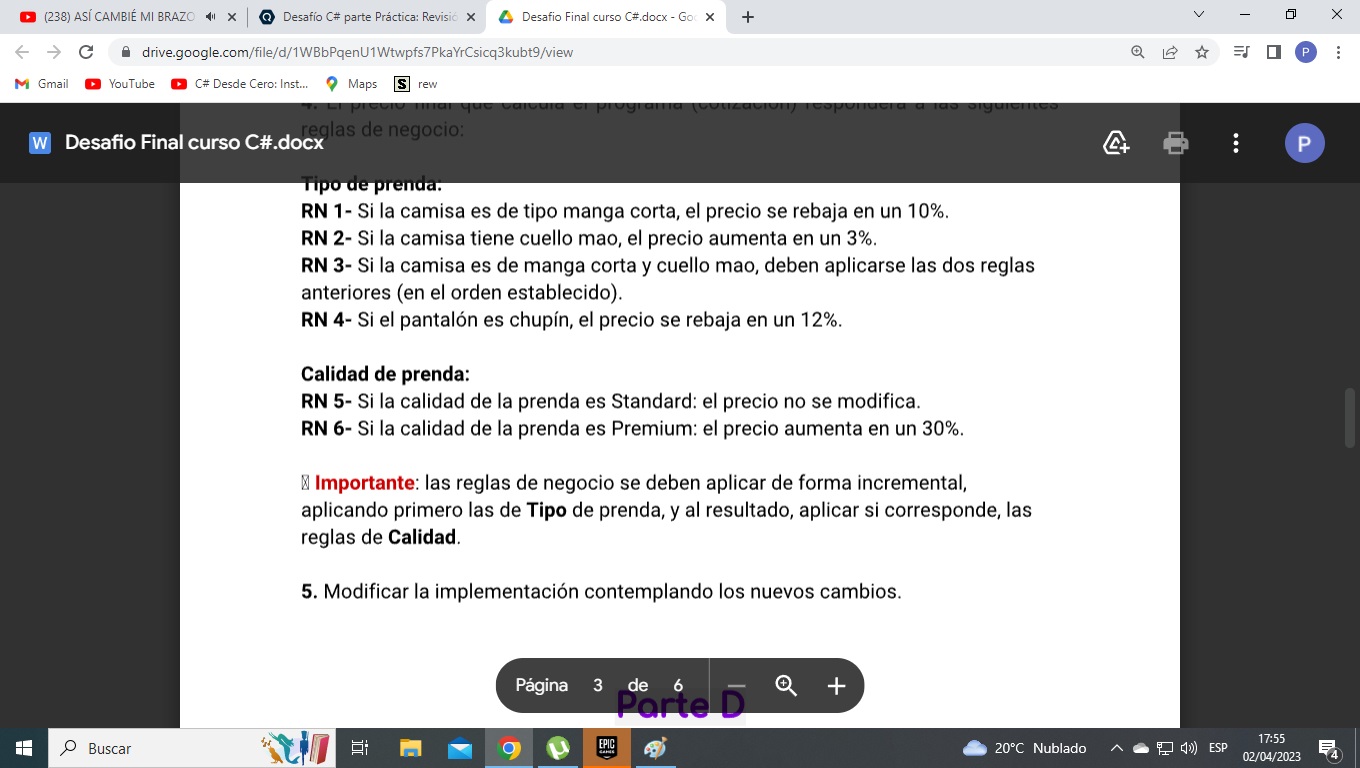 (238) ASÍ CAMBIÉ MI BRAZO
Desafío C# parte Práctica: Revisió
Desafio Final curso C#.docx - Goo
drive.google.com/file/d/1WBbPqenU1Wtwpfs7PkaYrCsicq3kubt9/view
P
Gmail
YouTube
C# Desde Cero: Inst...
Maps
S
rew
4. El precio final que calcula el programa (cotización) responderá a las siguientes
reglas de negocio:
W
Desafio Final curso C#.docx
P
Tipo de prenda:
RN 1- Si la camisa es de tipo manga corta, el precio se rebaja en un 10%.
RN 2- Si la camisa tiene cuello mao, el precio aumenta en un 3%.
RN 3- Si la camisa es de manga corta y cuello mao, deben aplicarse las dos reglas
anteriores (en el orden establecido).
RN 4- Si el pantalón es chupín, el precio se rebaja en un 12%.
Calidad de prenda:
RN 5- Si la calidad de la prenda es Standard: el precio no se modifica.
RN 6- Si la calidad de la prenda es Premium: el precio aumenta en un 30%.
Importante: las reglas de negocio se deben aplicar de forma incremental,
aplicando primero las de Tipo de prenda, y al resultado, aplicar si corresponde, las
reglas de Calidad.
5. Modificar la implementación contemplando los nuevos cambios.
Página 3 de 6
Parte D
Buscar
EPIC
GAMES
20°C Nublado
ESP
17:55
02/04/2023
4